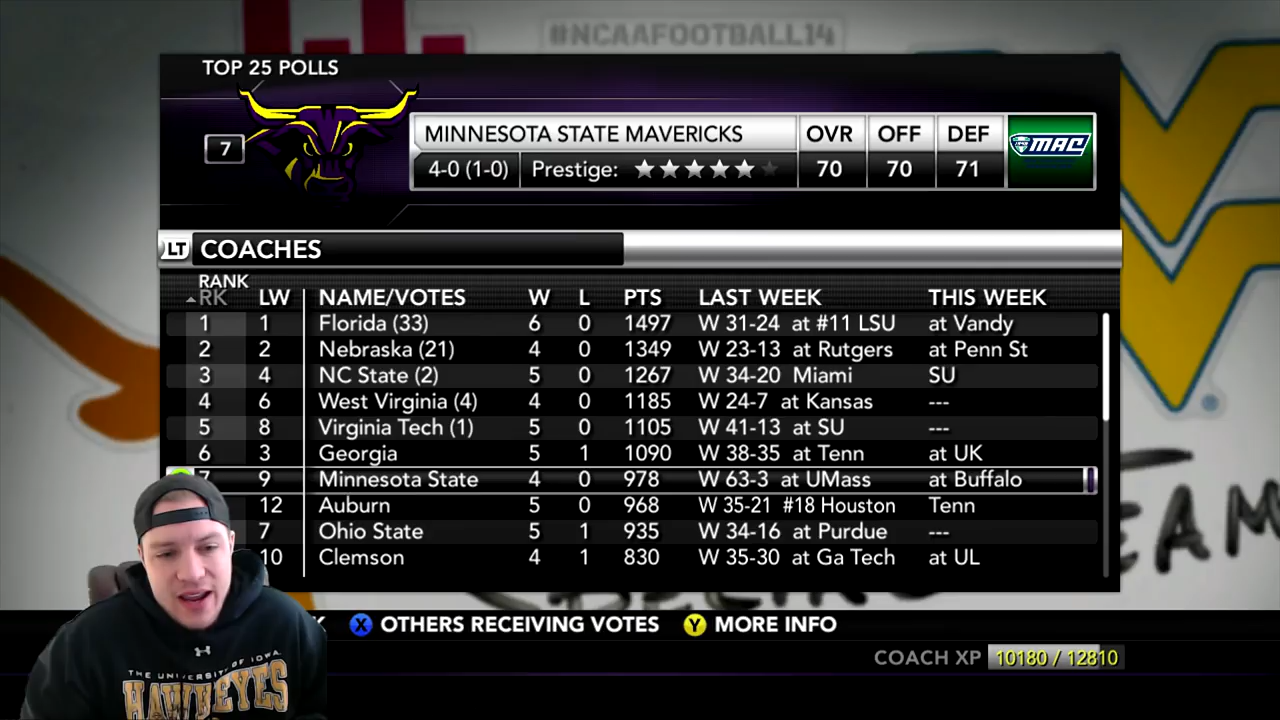 #NCAAFOOTBALL14
TOP 25 POLLS
7
MINNESOTA STATE MAVERICKS OVR OFF DEF
4-0 (1-0) Prestige: 70 70 71
MAC
LT COACHES
RANK
RK LW NAME/VOTES W L PTS LAST WEEK THIS WEEK
1 1 Florida (33) 6 0 1497 W 31-24 at #11 LSU at Vandy
2 2 Nebraska (21) 4 0 1349 W 23-13 at Rutgers at Penn St
3 4 NC State (2) 5 0 1267 W 34-20 Miami SU
4 6 West Virginia (4) 4 0 1185 W 24-7 at Kansas ---
5 8 Virginia Tech (1) 5 0 1105 W 41-13 at SU ---
6 3 Georgia 5 1 1090 W 38-35 at Tenn at UK
7 9 Minnesota State 4 0 978 W 63-3 at UMass at Buffalo
12 Auburn 5 0 968 W 35-21 #18 Houston Tenn
7 Ohio State 5 1 935 W 34-16 at Purdue ---
10 Clemson 4 1 830 W 35-30 at Ga Tech at UL
X OTHERS RECEIVING VOTES Y MORE INFO
COACH XP 10180 / 12810
THE UNIVERSITY OF IOWA
HAWKEYES